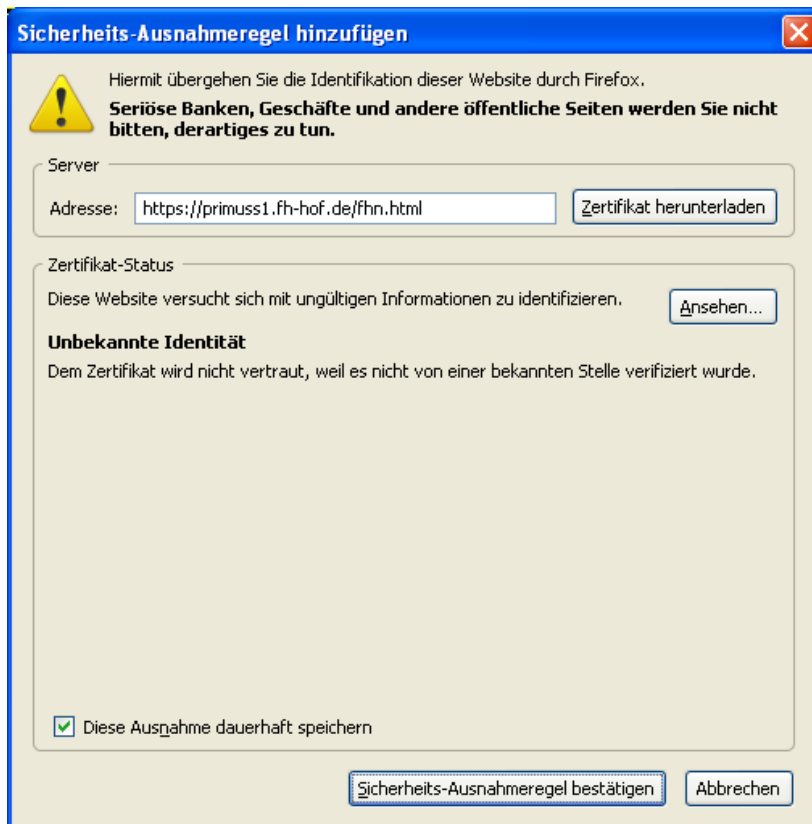 Sicherheits-Ausnahmeregel hinzufügen
Hiermit übergehen Sie die Identifikation dieser Website durch Firefox.
Seriöse Banken, Geschäfte und andere öffentliche Seiten werden Sie nicht
bitten, derartiges zu tun.
Server
Adresse: https://primuss1.fh-hof.de/fhn.html Zertifikat herunterladen
Zertifikat-Status
Diese Website versucht sich mit ungültigen Informationen zu identifizieren. Ansehen...
Unbekannte Identität
Dem Zertifikat wird nicht vertraut, weil es nicht von einer bekannten Stelle verifiziert wurde.
Diese Ausnahme dauerhaft speichern
Sicherheits-Ausnahmeregel bestätigen Abbrechen